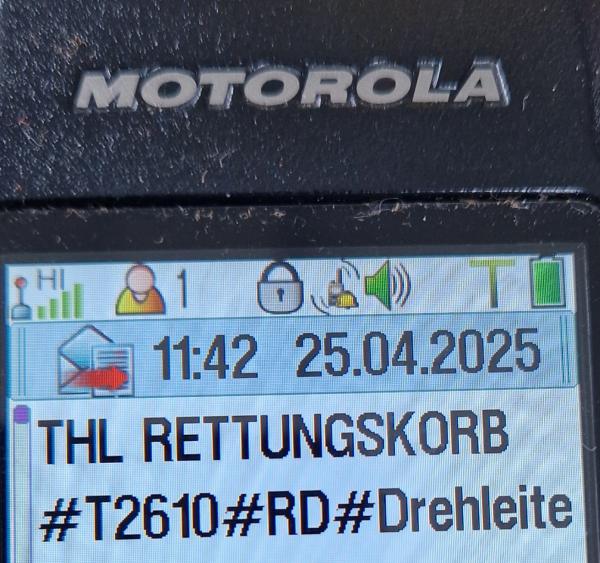 MOTOROLA
HI 1 T
11:42 25.04.2025
THL RETTUNGSKORB
#T2610#RD#Drehleite